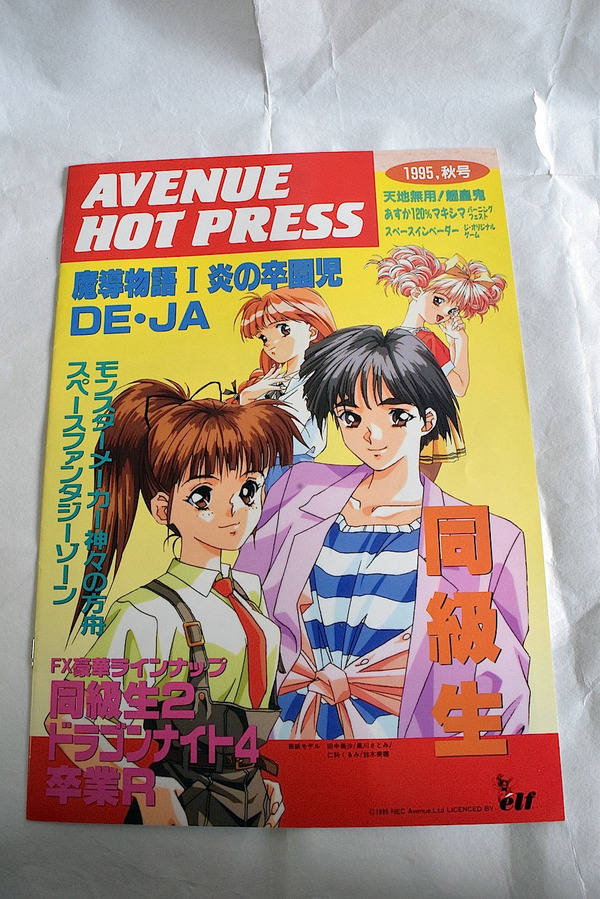 AVENUE
HOT PRESS
1995,秋号
天地無用!魎皇鬼
あすか120%マキシマ バーニングフェスト
スペースインベーダー じ・オリジナルゲーム
魔導物語I 炎の卒園児
DE・JA
モンスターメーカー神々の方舟
スペースファンタジーゾーン
同級生
FX豪華ラインナップ
同級生2
ドラゴンナイト4
卒業R
表紙モデル 田中美沙/黒川さとみ/
仁科くるみ/鈴木美穂
©1995 NEC Avenue,Ltd LICENCED BY
elf